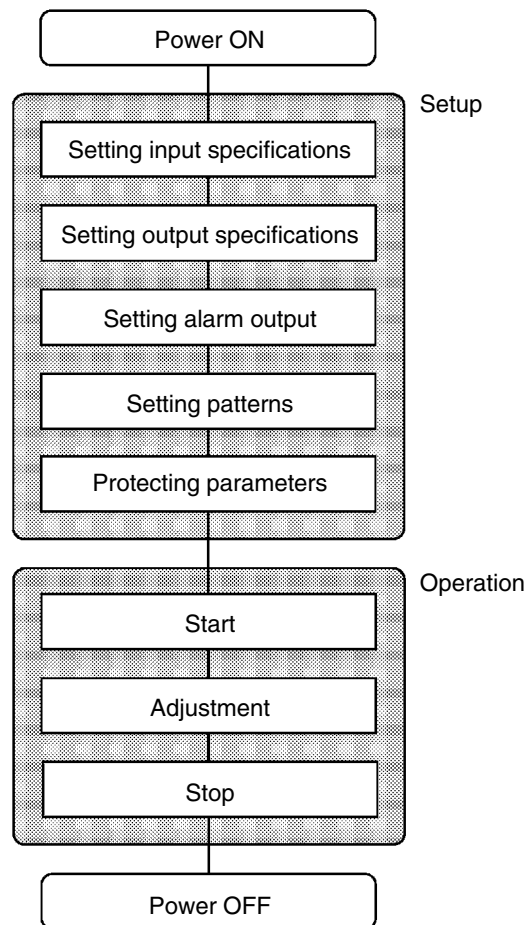 Power ON
Setup
Setting input specifications
Setting output specifications
Setting alarm output
Setting patterns
Protecting parameters
Operation
Start
Adjustment
Stop
Power OFF